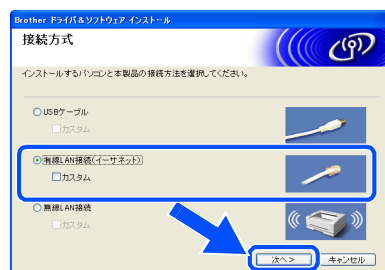 Brother ドライバ&ソフトウェア インストール
接続方式
インストールするパソコンと本製品の接続方法を選択してください。
USBケーブル
カスタム
有線LAN接続(イーサネット)
カスタム
無線LAN接続
カスタム
次へ>
キャンセル